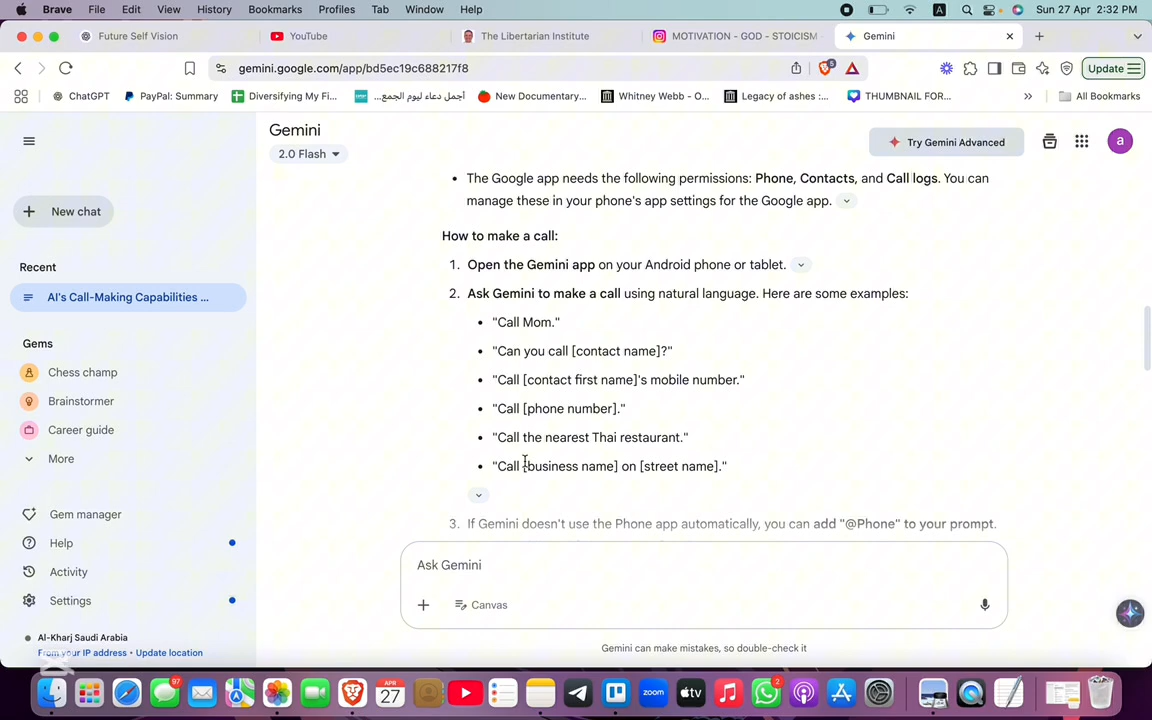 Brave File Edit View History Bookmarks Profiles Tab Window Help A Sun 27 Apr 2:32 PM
Future Self Vision YouTube The Libertarian Institute MOTIVATION - GOD - STOICISM Gemini
gemini.google.com/app/bd5ec19c688217f8 5 Update
ChatGPT PayPal: Summary Diversifying My Fi... أجمل دعاء ليوم الجمع... New Documentary... Whitney Webb - O... Legacy of ashes :... THUMBNAIL FOR... » All Bookmarks
Gemini
2.0 Flash
Try Gemini Advanced
a
New chat
Recent
AI's Call-Making Capabilities ...
Gems
Chess champ
Brainstormer
Career guide
More
Gem manager
Help
Activity
Settings
Al-Kharj Saudi Arabia
From your IP address • Update location
• The Google app needs the following permissions: Phone, Contacts, and Call logs. You can
manage these in your phone's app settings for the Google app.
How to make a call:
1. Open the Gemini app on your Android phone or tablet.
2. Ask Gemini to make a call using natural language. Here are some examples:
• "Call Mom."
• "Can you call [contact name]?"
• "Call [contact first name]'s mobile number."
• "Call [phone number]."
• "Call the nearest Thai restaurant."
• "Call [business name] on [street name]."
3. If Gemini doesn't use the Phone app automatically, you can add "@Phone" to your prompt.
Ask Gemini
Canvas
Gemini can make mistakes, so double-check it
97 APR 27 zoom tv 2